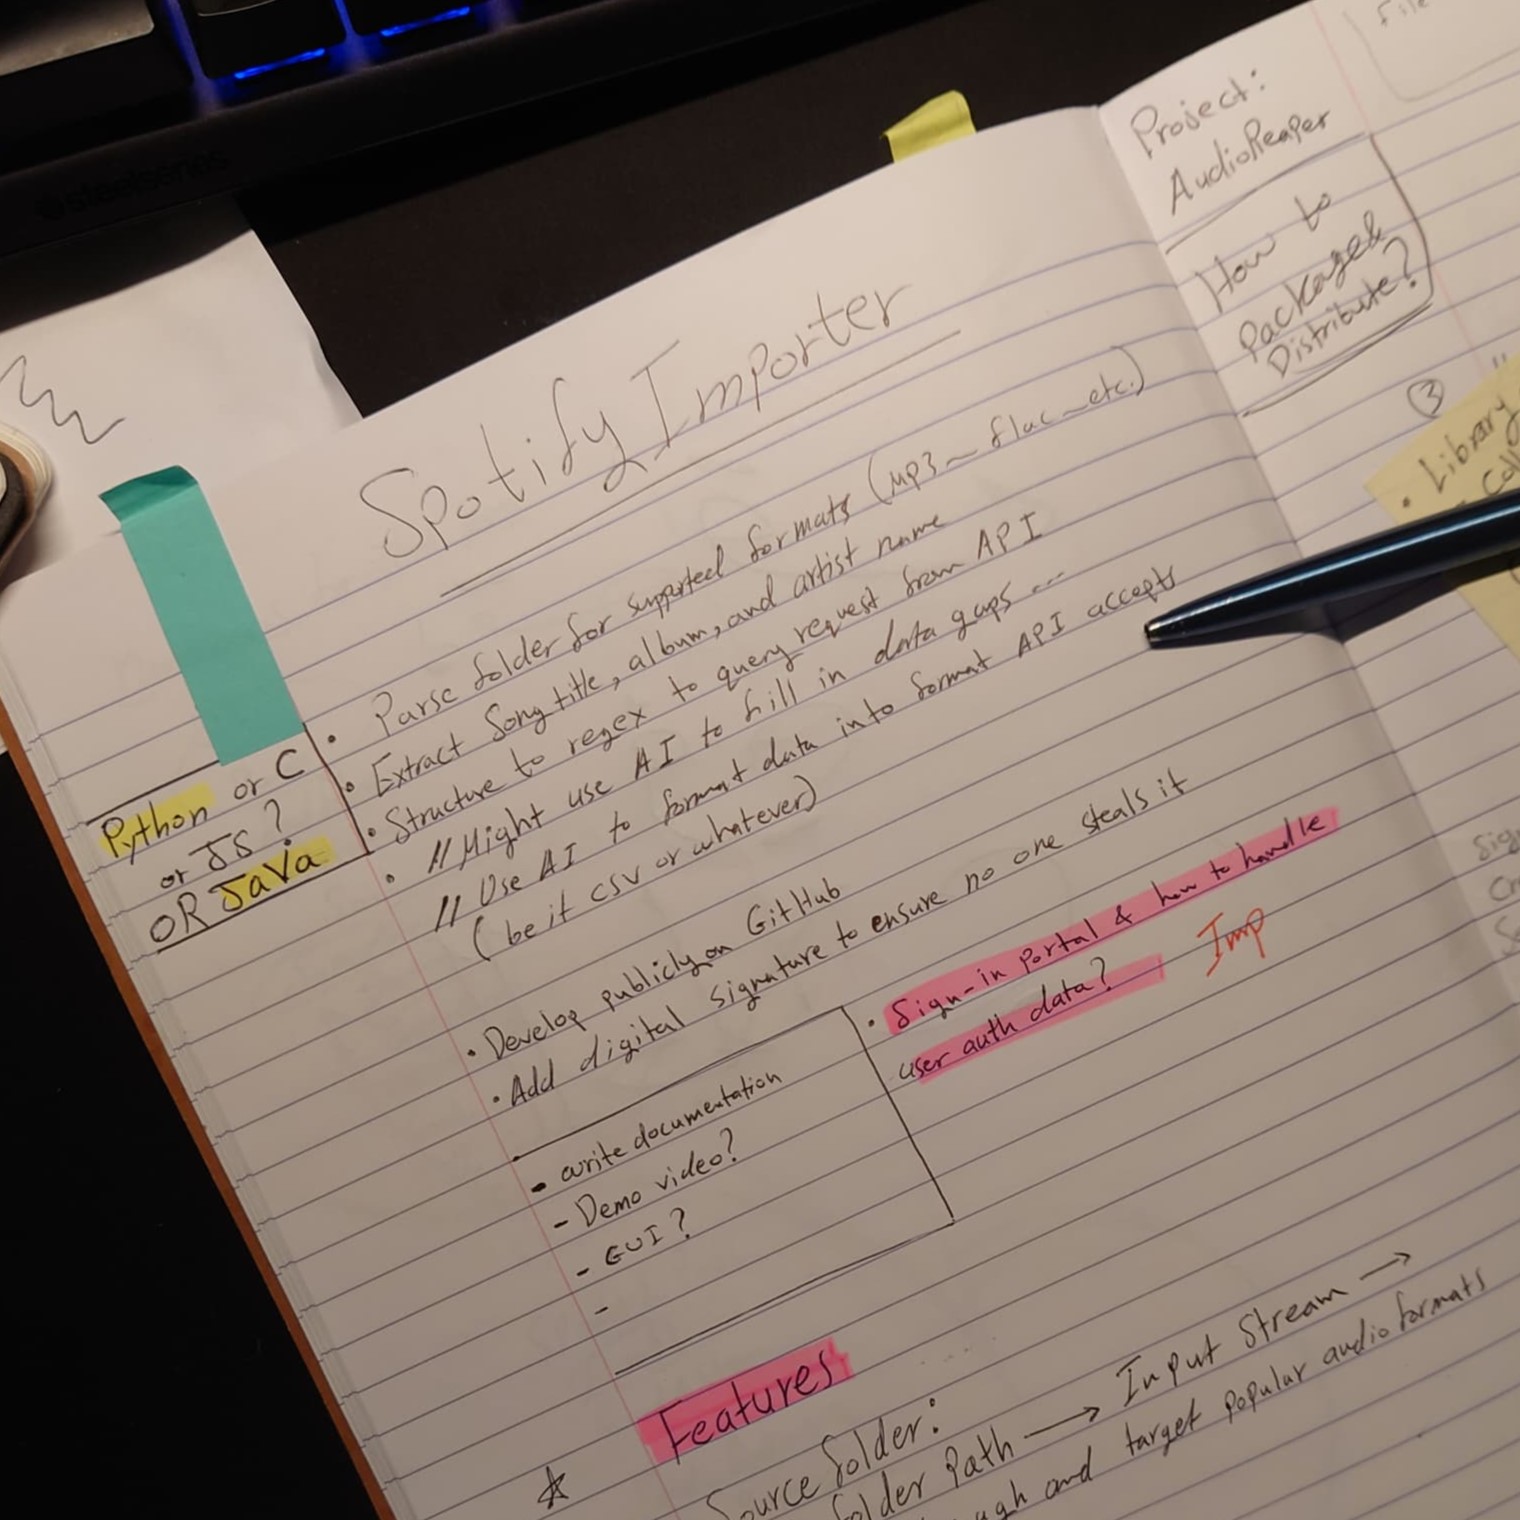 steelseries
File
Project:
AudioReaper
How to
Package &
Distribute?
3
Library
Spotify Importer
• Parse folder for supported formats (mp3 ~ flac ~ etc.)
• Extract Song title, album, and artist name
• Structure to regex to query request from API
// Might use AI to fill in data gaps ...
• // Use AI to format data into format API accepts
(be it csv or whatever)
Python or C
or JS?
OR JaVa
• Develop publicly on GitHub
• Add digital signature to ensure no one steals it
• Sign-in Portal & how to handle
user auth data?
Imp
- write documentation
- Demo video?
- GUI?
-
Features
Source folder:
folder Path → Input Stream →
and target popular audio formats